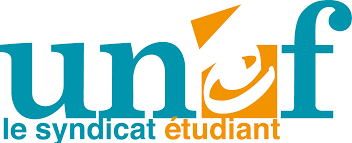 unef
le syndicat étudiant